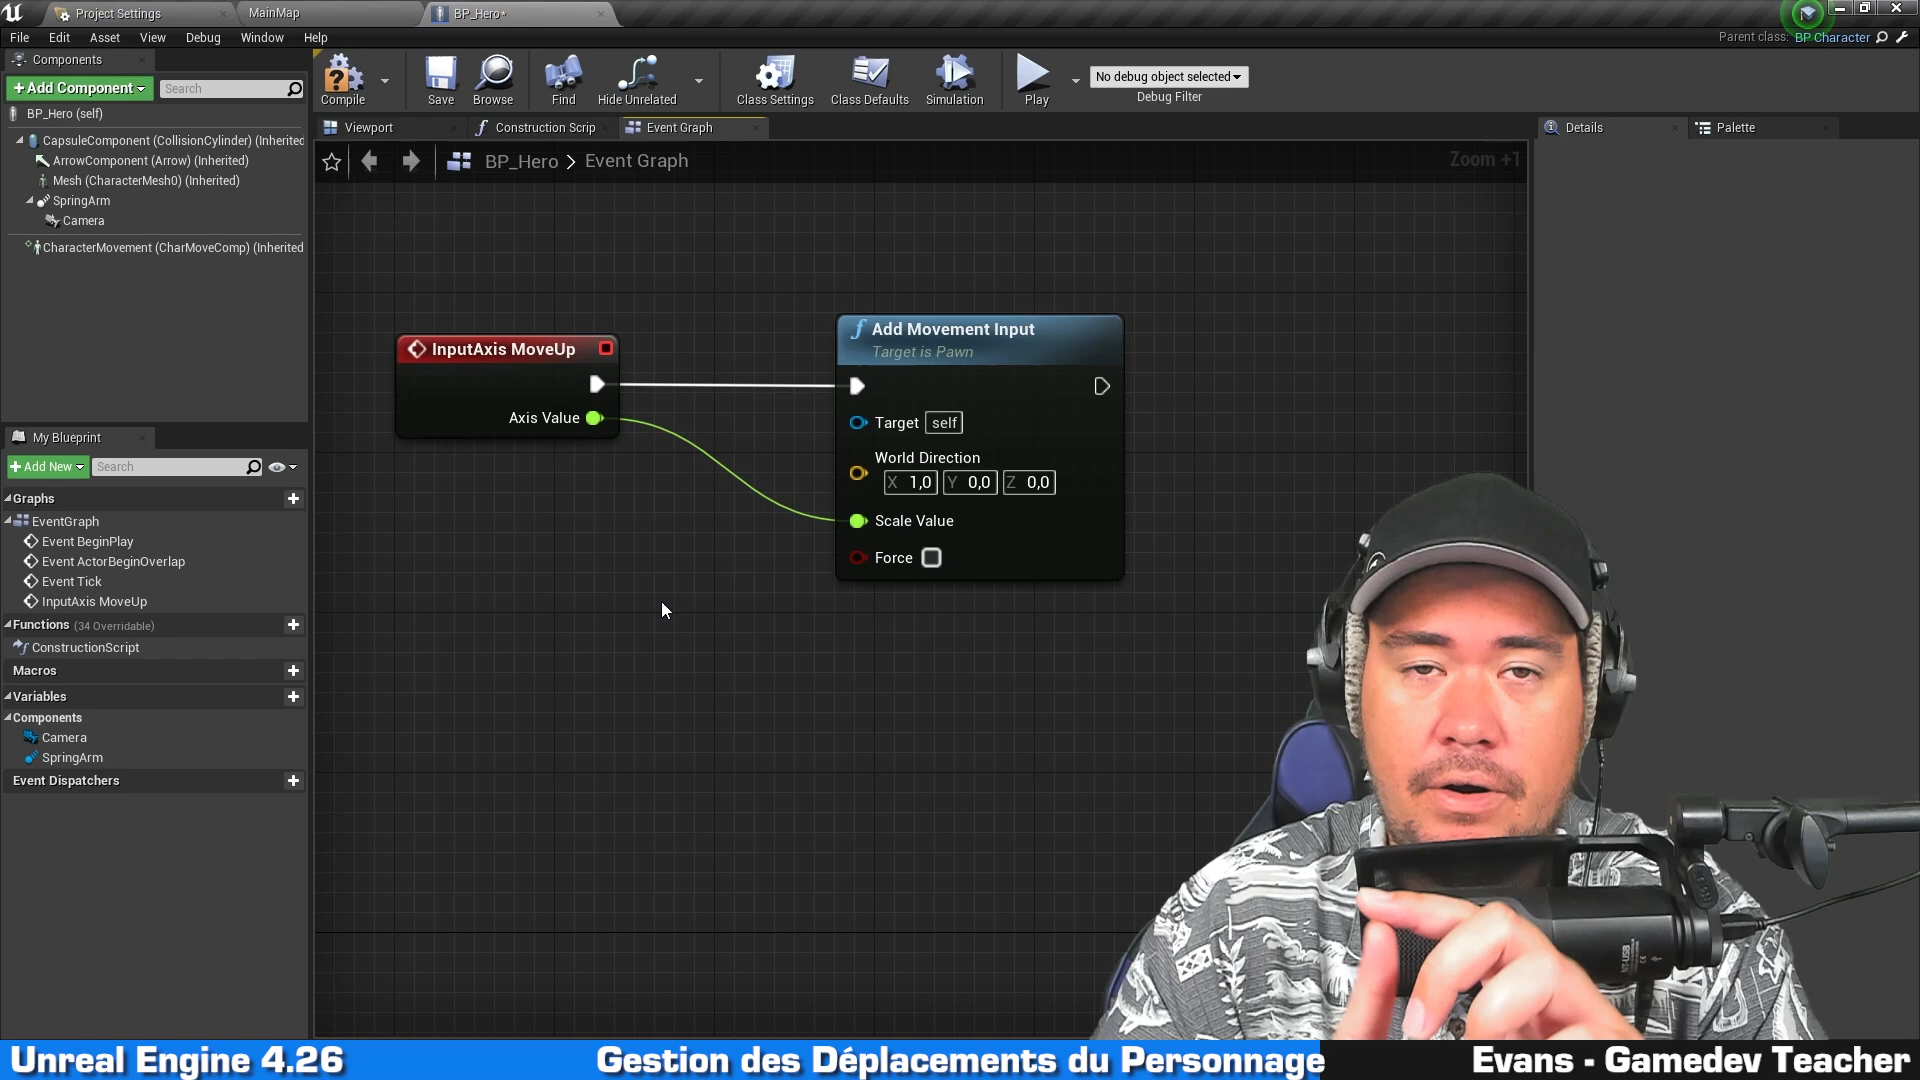 Project Settings
MainMap
BP_Hero*
File
Edit
Asset
View
Debug
Window
Help
Parent class: BP Character
Components
+Add Component
Search
BP_Hero (self)
CapsuleComponent (CollisionCylinder) (Inherited
ArrowComponent (Arrow) (Inherited)
Mesh (CharacterMesh0) (Inherited)
SpringArm
Camera
CharacterMovement (CharMoveComp) (Inherited
Compile
Save
Browse
Find
Hide Unrelated
Class Settings
Class Defaults
Simulation
Play
No debug object selected
Debug Filter
Viewport
Construction Scrip
Event Graph
BP_Hero > Event Graph
Zoom +1
Details
Palette
InputAxis MoveUp
Axis Value
Add Movement Input
Target is Pawn
Target self
World Direction
X 1,0 Y 0,0 Z 0,0
Scale Value
Force
My Blueprint
+Add New
Search
Graphs
EventGraph
Event BeginPlay
Event ActorBeginOverlap
Event Tick
InputAxis MoveUp
Functions (34 Overridable)
ConstructionScript
Macros
Variables
Components
Camera
SpringArm
Event Dispatchers
NT-USB
Unreal Engine 4.26
Gestion des Déplacements du Personnage
Evans - Gamedev Teacher